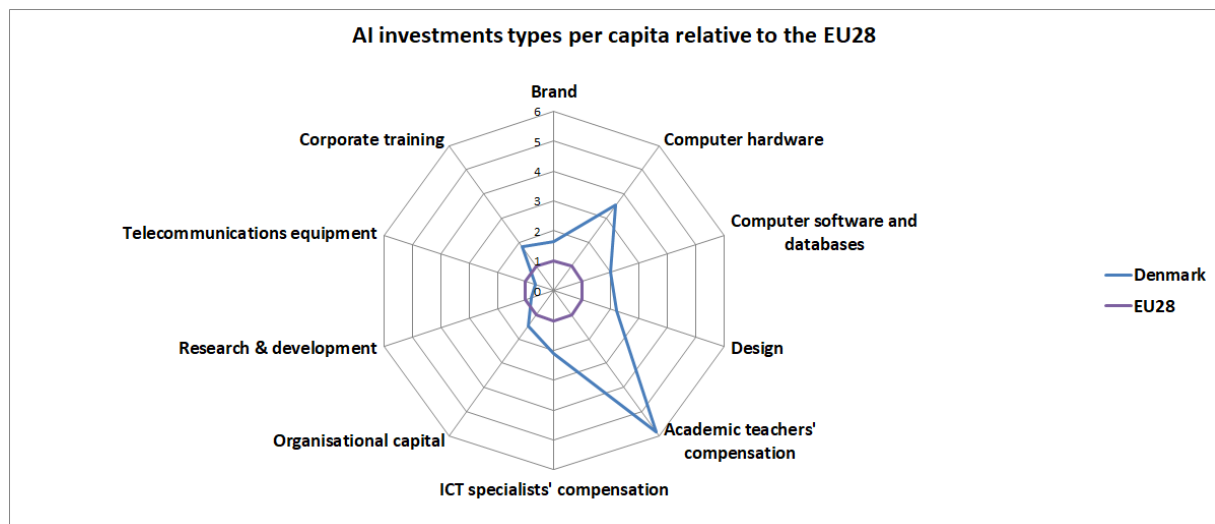 AI investments types per capita relative to the EU28
Brand
6
5
4
3
2
1
0
Computer hardware
Computer software and
databases
Design
Academic teachers'
compensation
ICT specialists' compensation
Organisational capital
Research & development
Telecommunications equipment
Corporate training
Denmark
EU28